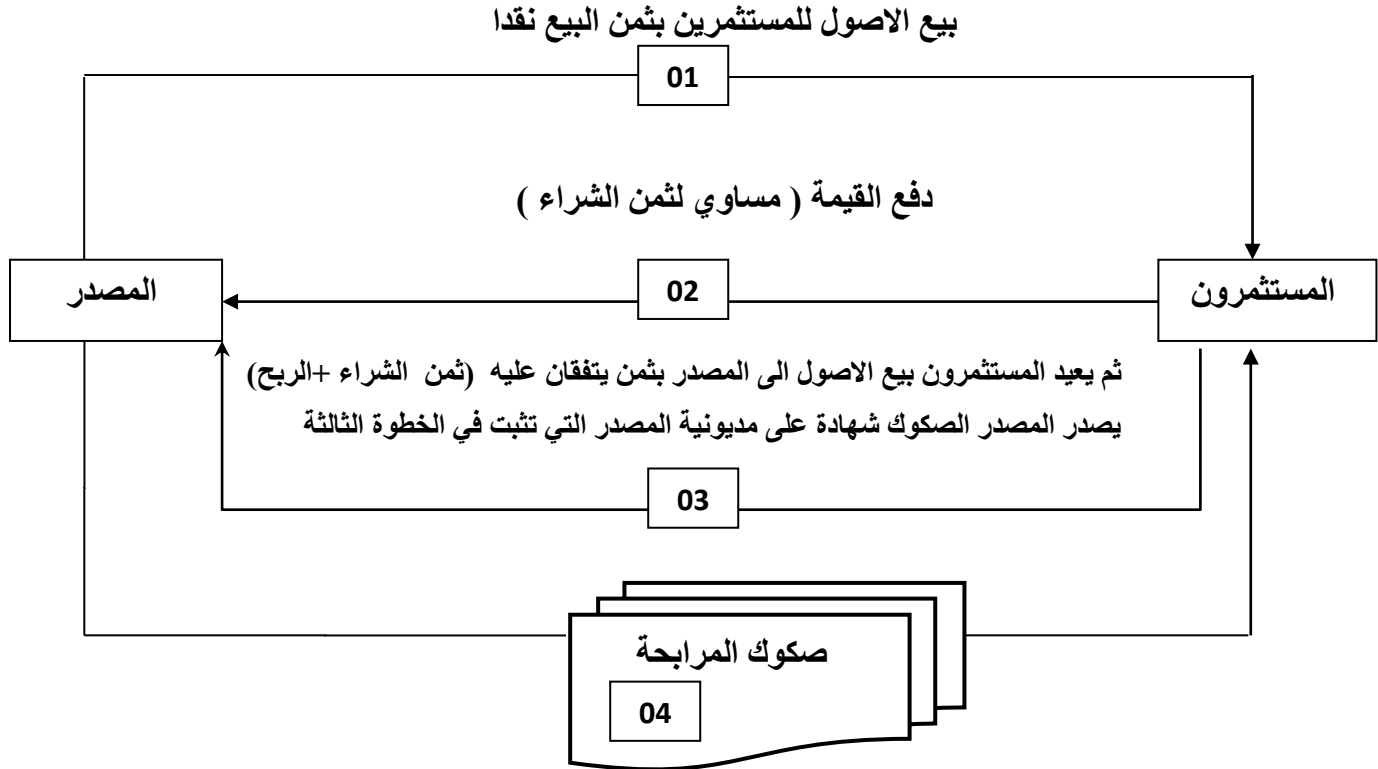 بيع الاصول للمستثمرين بثمن البيع نقدا
01
دفع القيمة ( مساوي لثمن الشراء )
المصدر
02
المستثمرون
ثم يعيد المستثمرون بيع الاصول الى المصدر بثمن يتفقان عليه (ثمن الشراء +الربح)
يصدر المصدر الصكوك شهادة على مديونية المصدر التي تثبت في الخطوة الثالثة
03
صكوك المرابحة
04